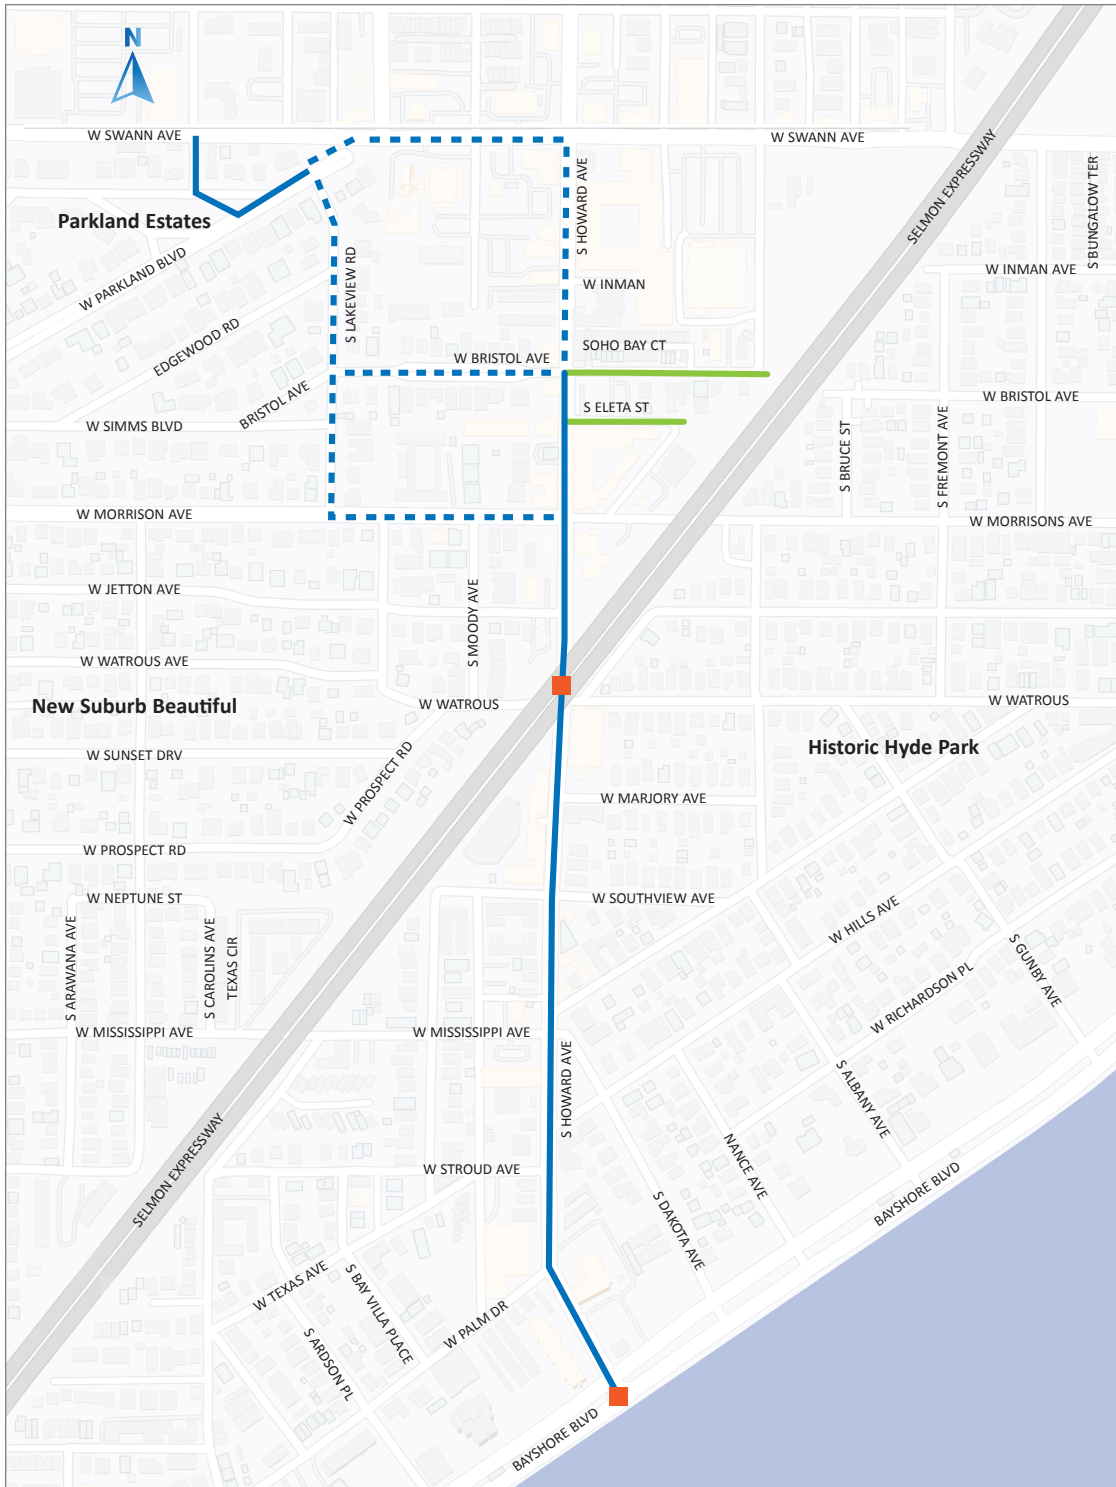 N
W SWANN AVE
W SWANN AVE
S HOWARD AVE
SELMON EXPRESSWAY
S BUNGALOW TER
Parkland Estates
W PARKLAND BLVD
S LAKEVIEW RD
W INMAN
W INMAN AVE
EDGEWOOD RD
SOHO BAY CT
W BRISTOL AVE
BRISTOL AVE
S ELETA ST
W BRISTOL AVE
W SIMMS BLVD
S BRUCE ST
S FREMONT AVE
W MORRISON AVE
W MORRISONS AVE
W JETTON AVE
S MOODY AVE
W WATROUS AVE
New Suburb Beautiful
W WATROUS
W WATROUS
W SUNSET DRV
W PROSPECT RD
Historic Hyde Park
W MARJORY AVE
W PROSPECT RD
W NEPTUNE ST
W SOUTHVIEW AVE
W HILLS AVE
S ARAWANA AVE
S CAROLINS AVE
TEXAS CIR
S GUNBY AVE
W RICHARDSON PL
W MISSISSIPPI AVE
W MISSISSIPPI AVE
S HOWARD AVE
S ALBANY AVE
SELMON EXPRESSWAY
W STROUD AVE
NANCE AVE
S DAKOTA AVE
BAYSHORE BLVD
W TEXAS AVE
S BAY VILLA PLACE
W PALM DR
S ARDSON PL
BAYSHORE BLVD